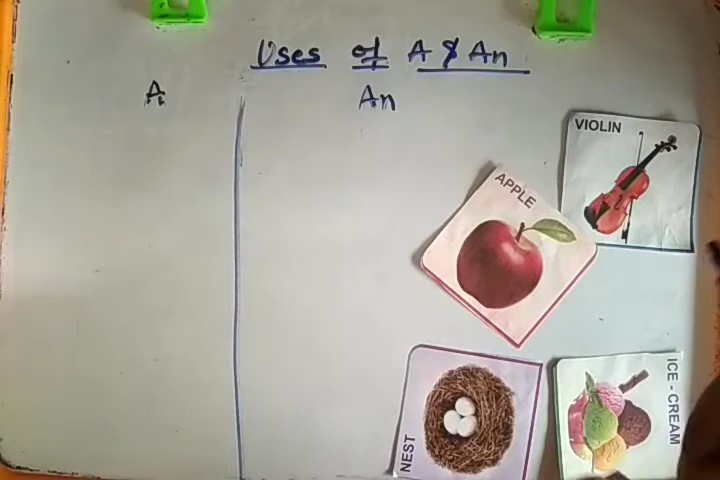 Uses of A & An
A
An
VIOLIN
APPLE
NEST
ICE - CREAM